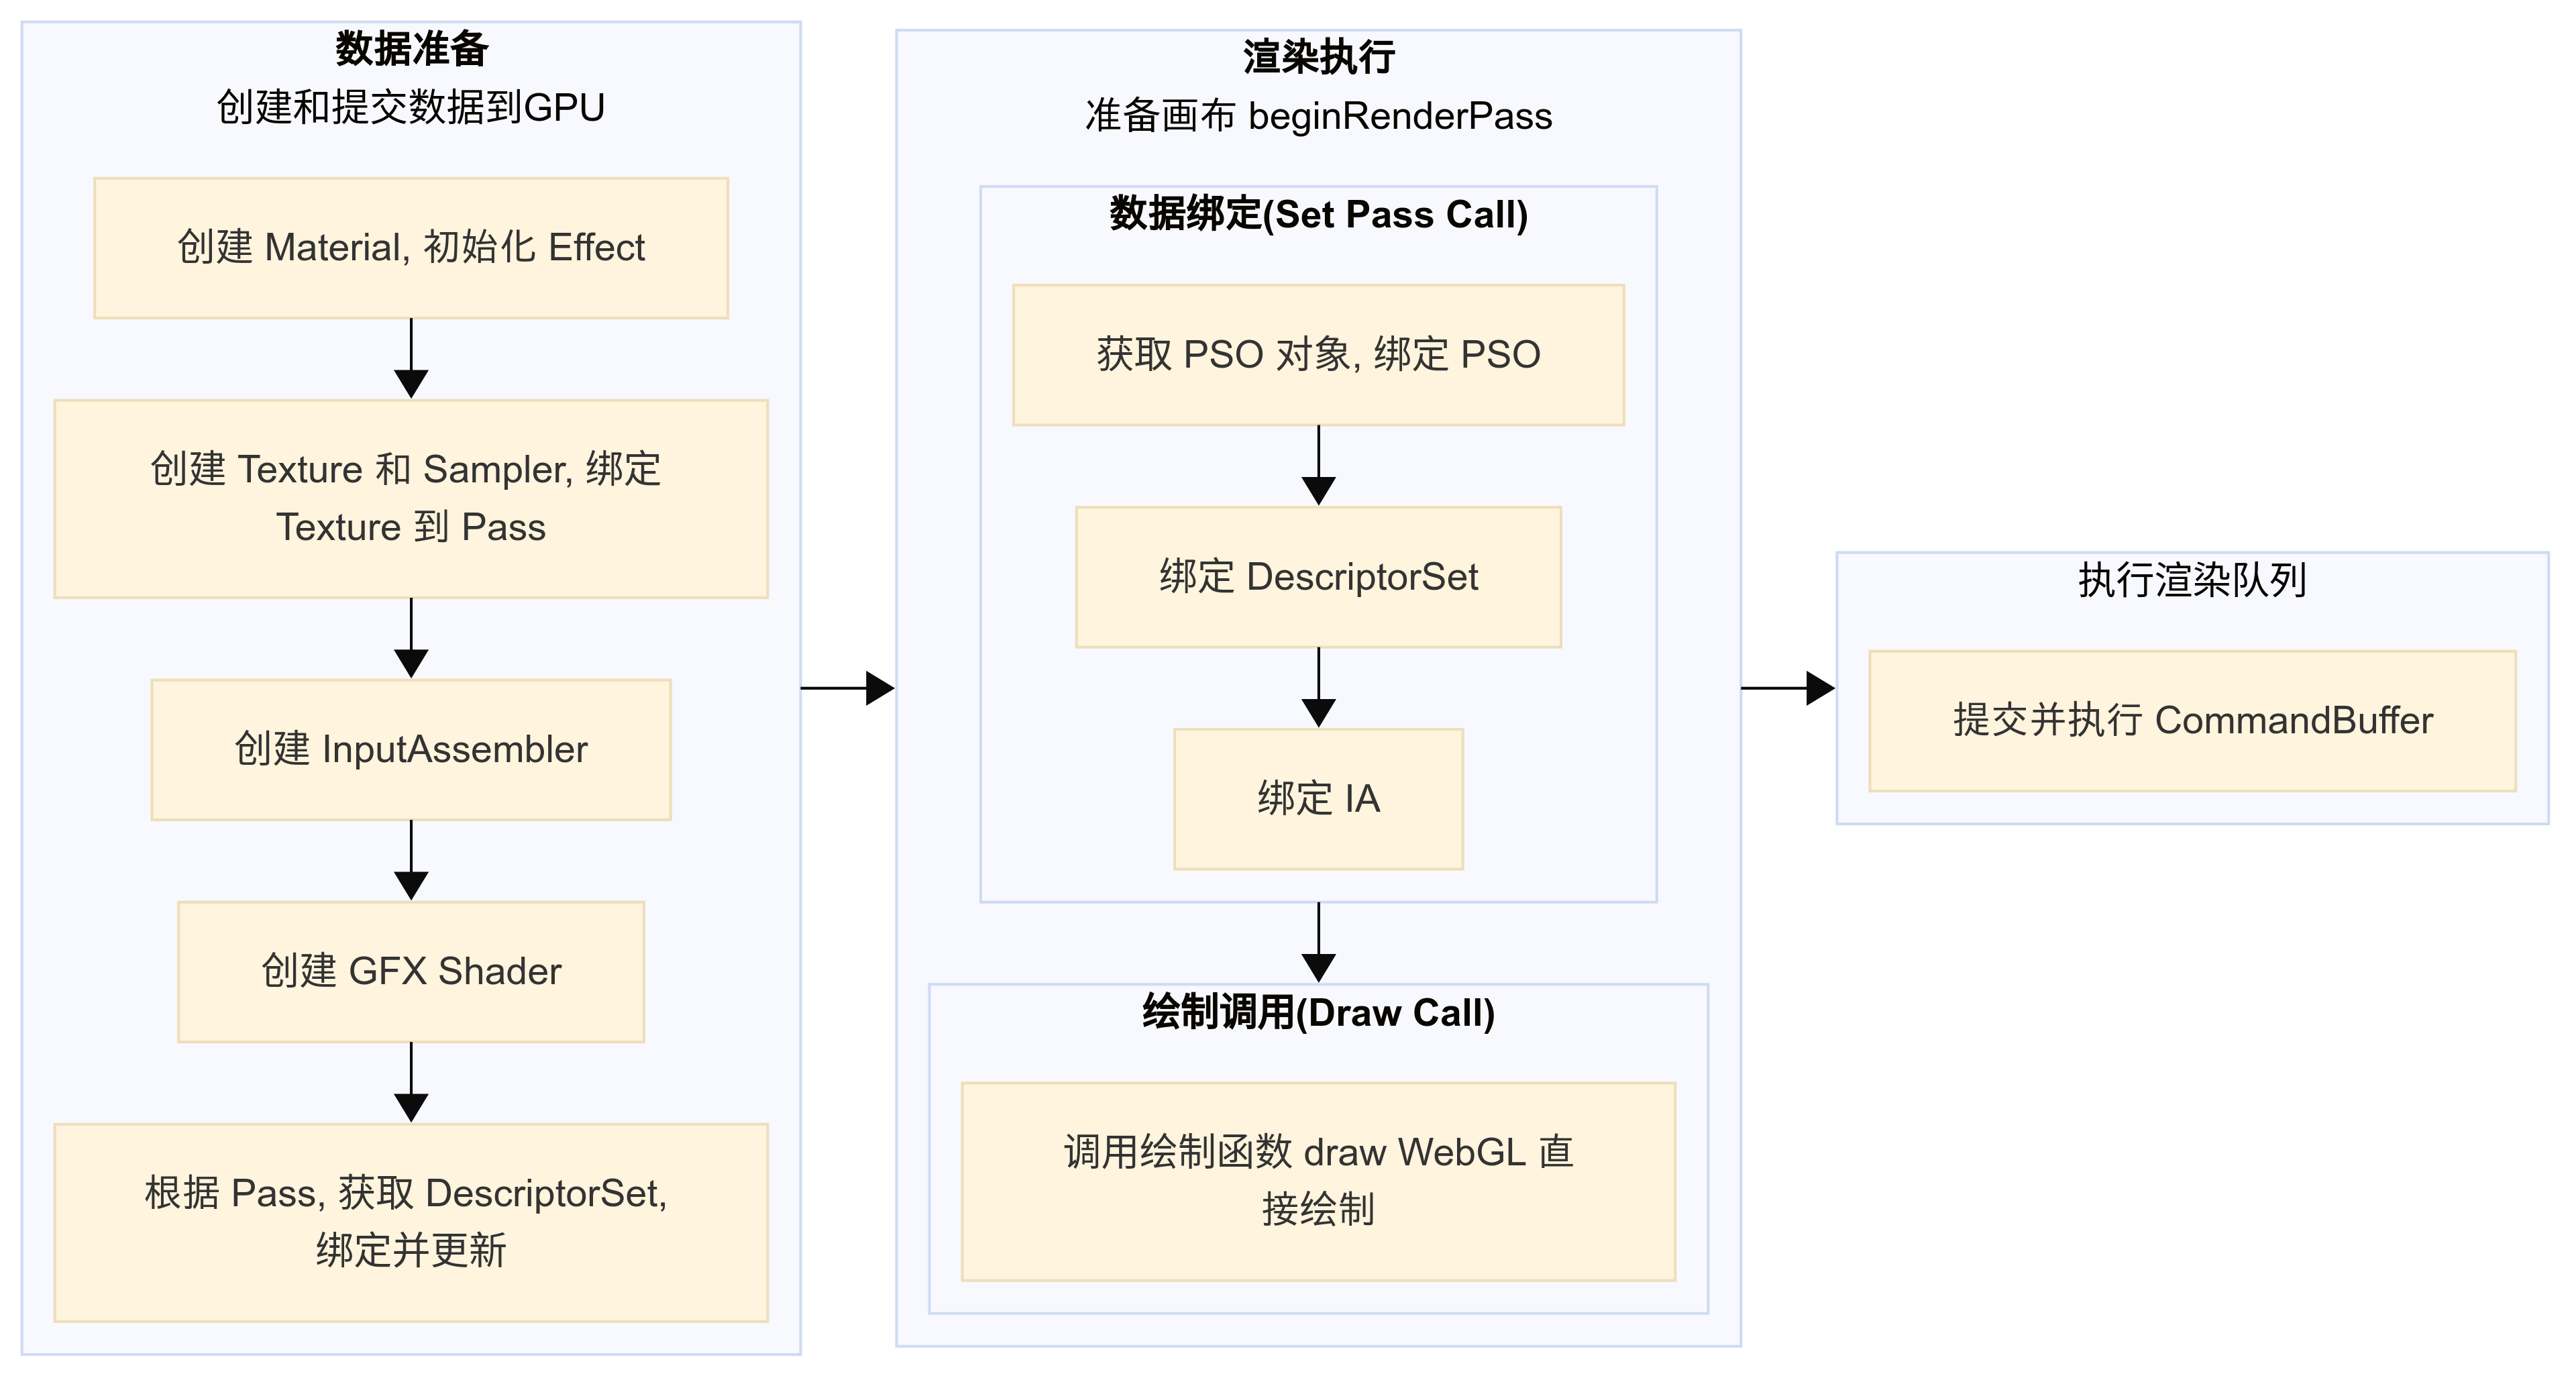 数据准备
创建和提交数据到GPU
创建 Material, 初始化 Effect
创建 Texture 和 Sampler, 绑定
Texture 到 Pass
创建 InputAssembler
创建 GFX Shader
根据 Pass, 获取 DescriptorSet,
绑定并更新
渲染执行
准备画布 beginRenderPass
数据绑定(Set Pass Call)
获取 PSO 对象, 绑定 PSO
绑定 DescriptorSet
绑定 IA
绘制调用(Draw Call)
调用绘制函数 draw WebGL 直
接绘制
执行渲染队列
提交并执行 CommandBuffer